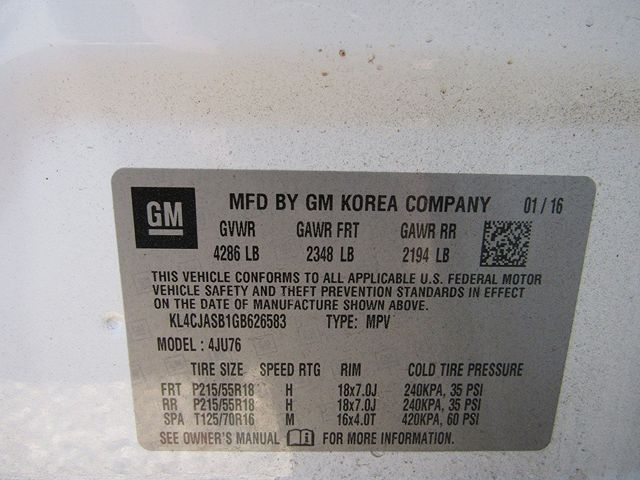 GM MFD BY GM KOREA COMPANY 01 / 16
GVWR GAWR FRT GAWR RR
4286 LB 2348 LB 2194 LB
THIS VEHICLE CONFORMS TO ALL APPLICABLE U.S. FEDERAL MOTOR
VEHICLE SAFETY AND THEFT PREVENTION STANDARDS IN EFFECT
ON THE DATE OF MANUFACTURE SHOWN ABOVE.
KL4CJASB1GB626583 TYPE: MPV
MODEL : 4JU76
TIRE SIZE SPEED RTG RIM COLD TIRE PRESSURE
FRT P215/55R18 H 18x7.0J 240KPA, 35 PSI
RR P215/55R18 H 18x7.0J 240KPA, 35 PSI
SPA T125/70R16 M 16x4.0T 420KPA, 60 PSI
SEE OWNER'S MANUAL FOR MORE INFORMATION.